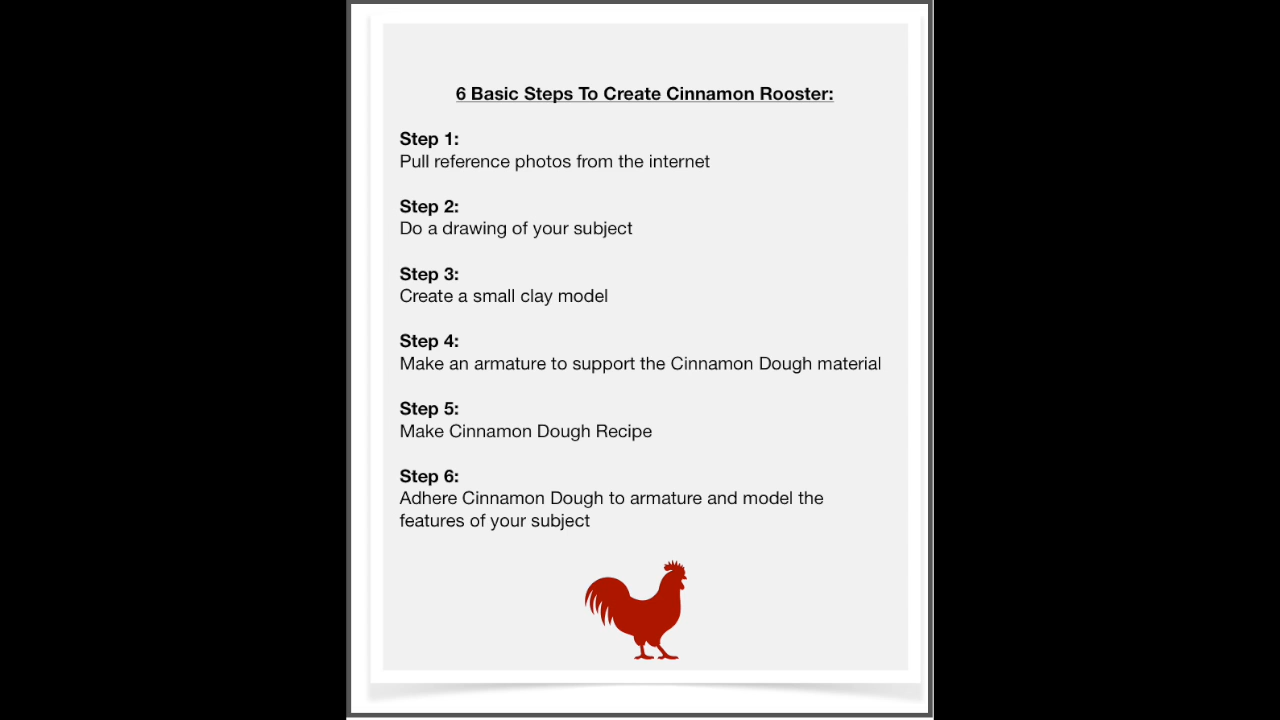 6 Basic Steps To Create Cinnamon Rooster:
Step 1:
Pull reference photos from the internet
Step 2:
Do a drawing of your subject
Step 3:
Create a small clay model
Step 4:
Make an armature to support the Cinnamon Dough material
Step 5:
Make Cinnamon Dough Recipe
Step 6:
Adhere Cinnamon Dough to armature and model the
features of your subject